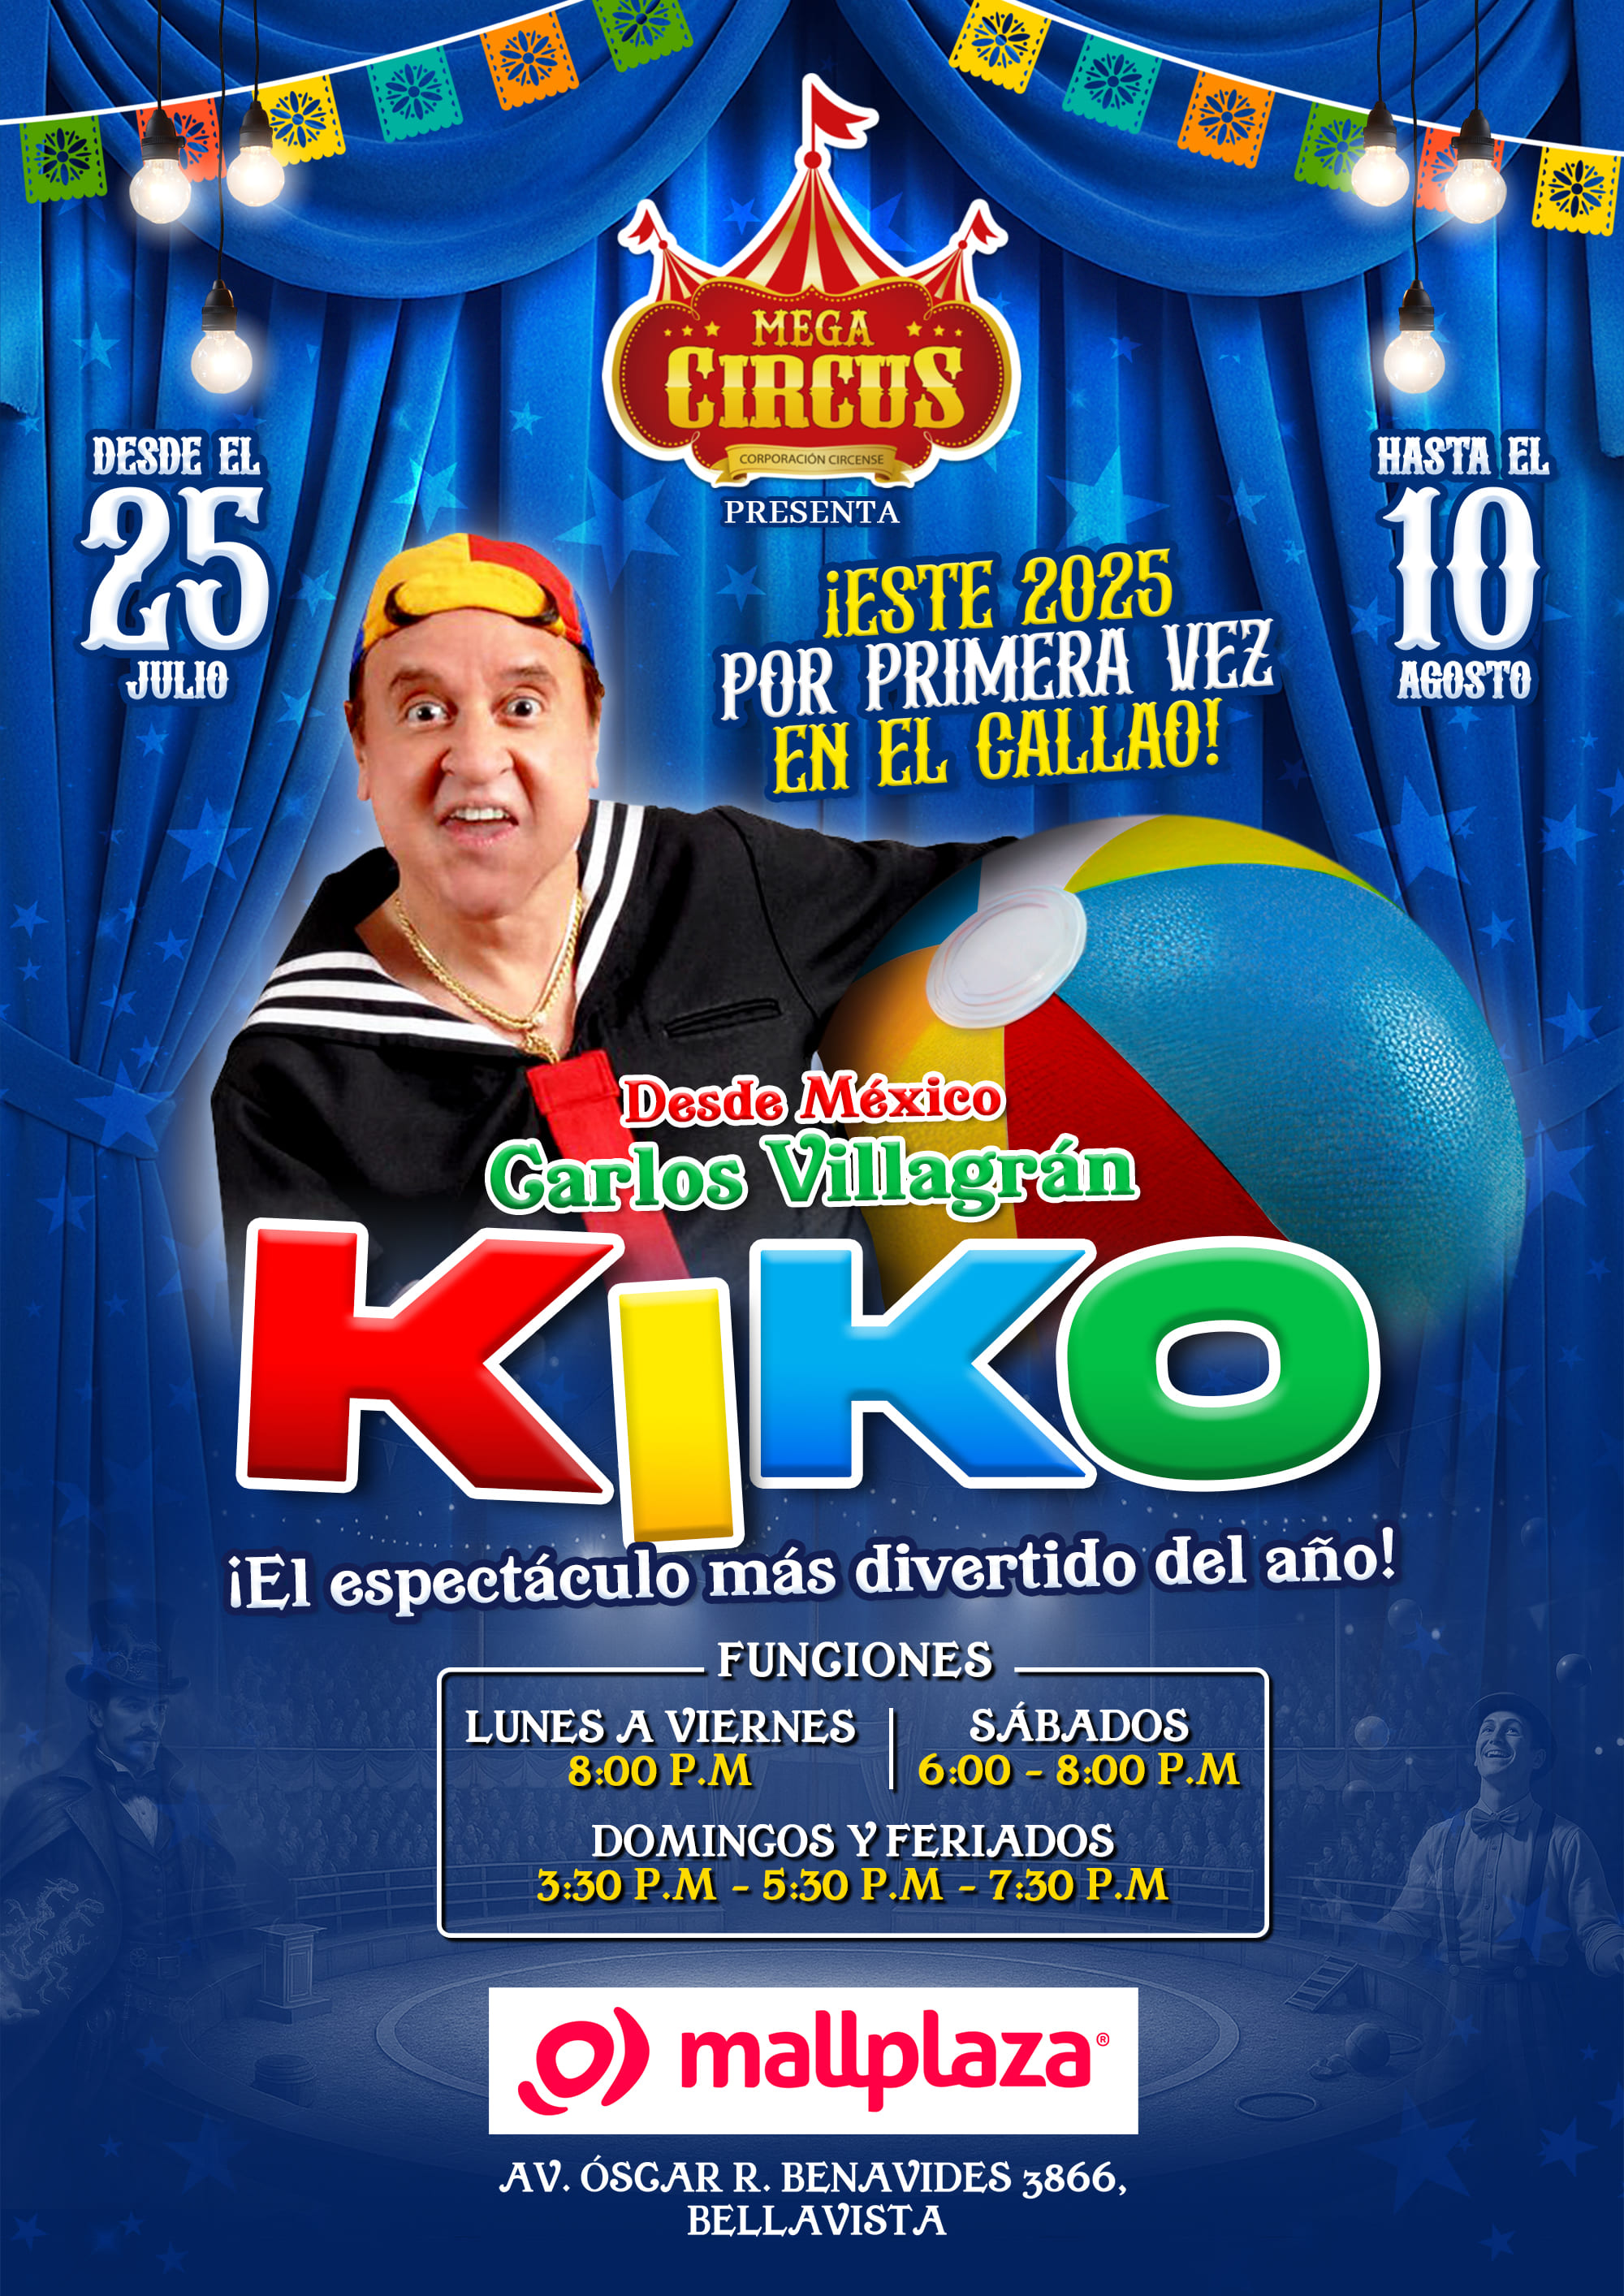 MEGA
CIRCUS
CORPORACIÓN CIRCENSE
PRESENTA
DESDE EL
25
JULIO
HASTA EL
10
AGOSTO
¡ESTE 2025
POR PRIMERA VEZ
EN EL CALLAO!
Desde México
Carlos Villagrán
KIKO
¡El espectáculo más divertido del año!
FUNCIONES
LUNES A VIERNES
8:00 P.M
SÁBADOS
6:00 - 8:00 P.M
DOMINGOS Y FERIADOS
3:30 P.M - 5:30 P.M - 7:30 P.M
mallplaza®
AV. ÓSCAR R. BENAVIDES 3866,
BELLAVISTA